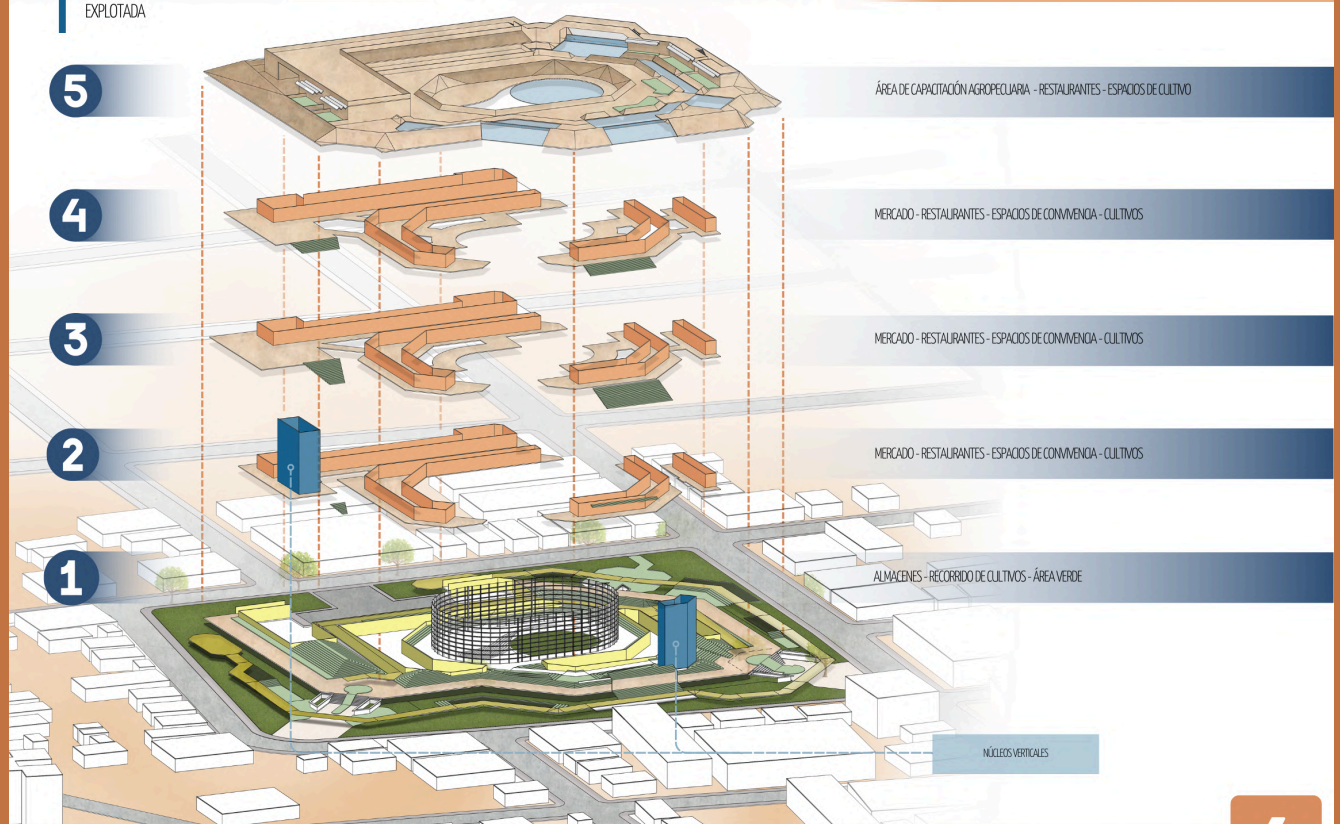 EXPLOTADA
5
ÁREA DE CAPACITACIÓN AGROPECUARIA - RESTAURANTES - ESPACIOS DE CULTIVO
4
MERCADO - RESTAURANTES - ESPACIOS DE CONVIVENCIA - CULTIVOS
3
MERCADO - RESTAURANTES - ESPACIOS DE CONVIVENCIA - CULTIVOS
2
MERCADO - RESTAURANTES - ESPACIOS DE CONVIVENCIA - CULTIVOS
1
ALMACENES - RECORRIDO DE CULTIVOS - ÁREA VERDE
NÚCLEOS VERTICALES